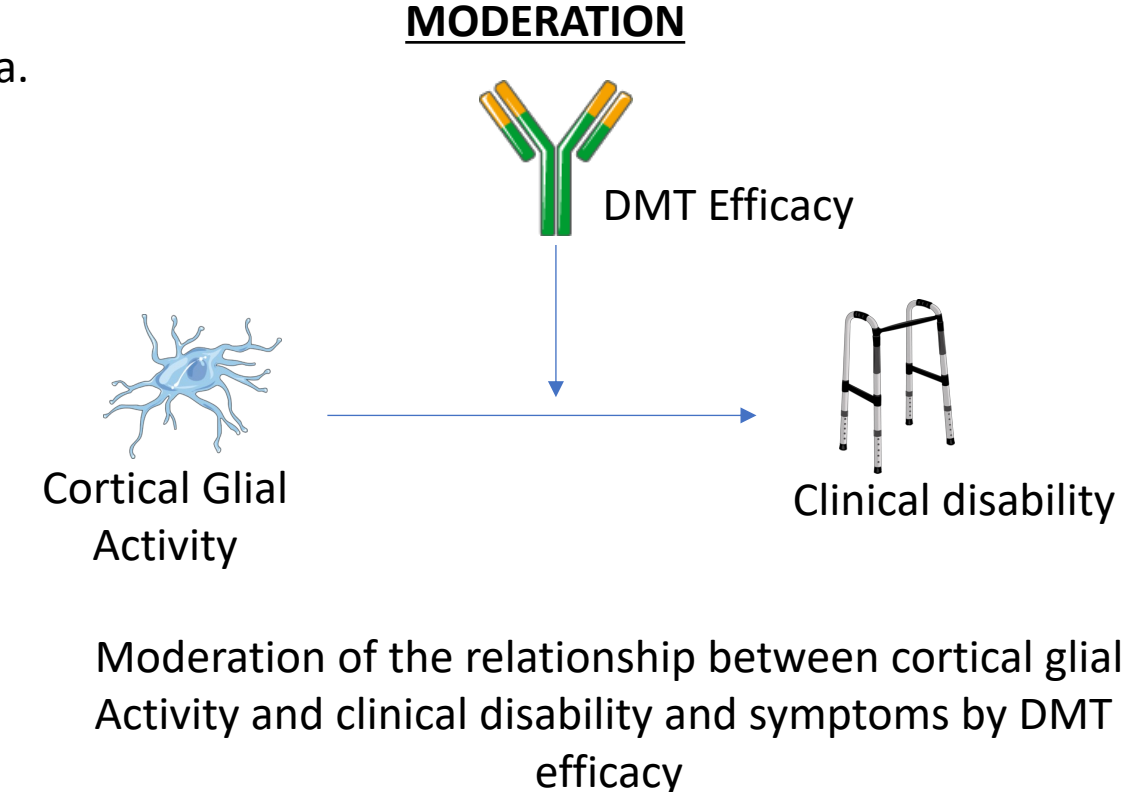 MODERATION
a.
DMT Efficacy
Cortical Glial
Activity
Clinical disability
Moderation of the relationship between cortical glial
Activity and clinical disability and symptoms by DMT
efficacy